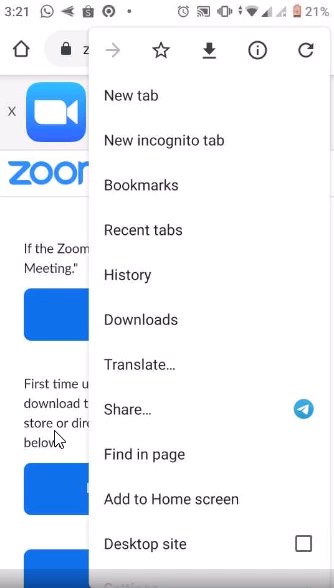 3:21
21%
z
New tab
X
New incognito tab
zoom
Bookmarks
Recent tabs
If the Zoom
Meeting."
History
Downloads
Translate...
First time u
download t
store or dire
below
Share...
Find in page
Add to Home screen
Desktop site